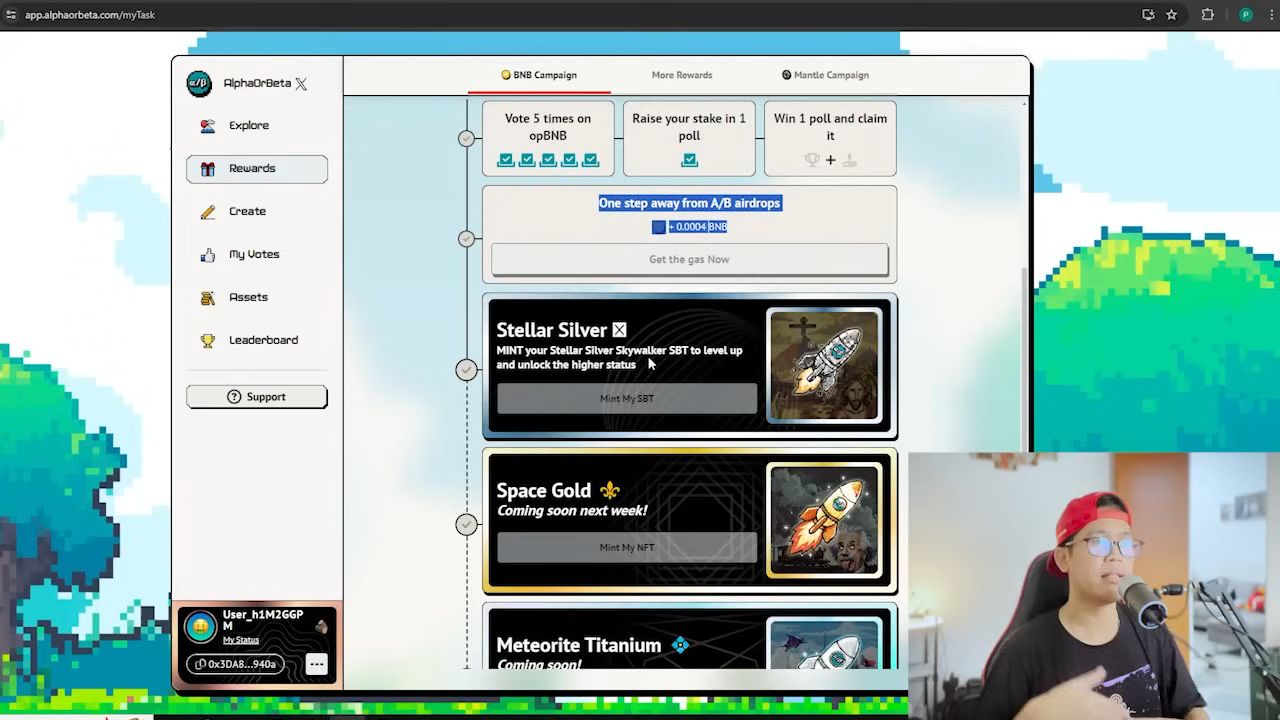 app.alphaorbeta.com/myTask
P
α/β
AlphaOrBeta X
Explore
Rewards
Create
My Votes
Assets
Leaderboard
? Support
User_h1M2GGP
M
My Status
0x3DA8...940a
BNB Campaign
More Rewards
Mantle Campaign
Vote 5 times on
opBNB
Raise your stake in 1
poll
Win 1 poll and claim
it
+
One step away from A/B airdrops
+ 0.0004 BNB
Get the gas Now
Stellar Silver
MINT your Stellar Silver Skywalker SBT to level up
and unlock the higher status
Mint My SBT
Space Gold
Coming soon next week!
Mint My NFT
Meteorite Titanium
Coming soon!